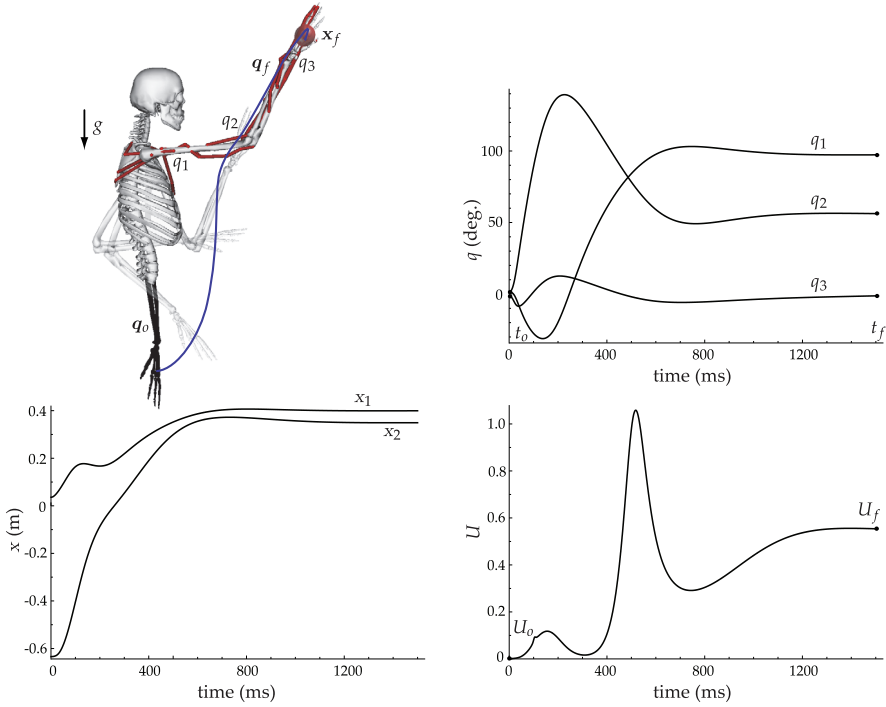 x_f
q_f
q_3
g
q_2
q_1
q_o
q (deg.)
100
50
0
q_1
q_2
q_3
t_o
t_f
0
400
800
1200
time (ms)
x (m)
0.4
0.2
0
-0.2
-0.4
-0.6
x_1
x_2
0
400
800
1200
time (ms)
U
1.0
0.8
0.6
0.4
0.2
0
U_o
U_f
0
400
800
1200
time (ms)